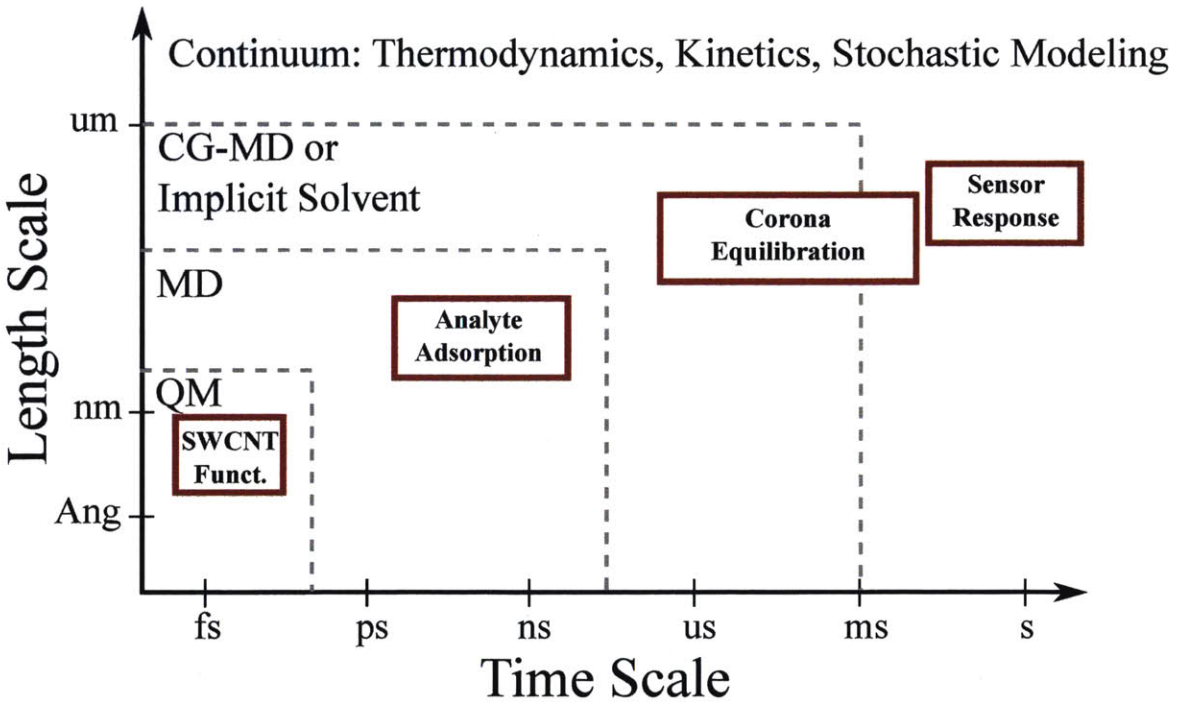 Continuum: Thermodynamics, Kinetics, Stochastic Modeling
um
CG-MD or
Implicit Solvent
Sensor
Response
Corona
Equilibration
MD
Analyte
Adsorption
QM
nm
SWCNT
Funct.
Ang
Length Scale
fs
ps
ns
us
ms
s
Time Scale